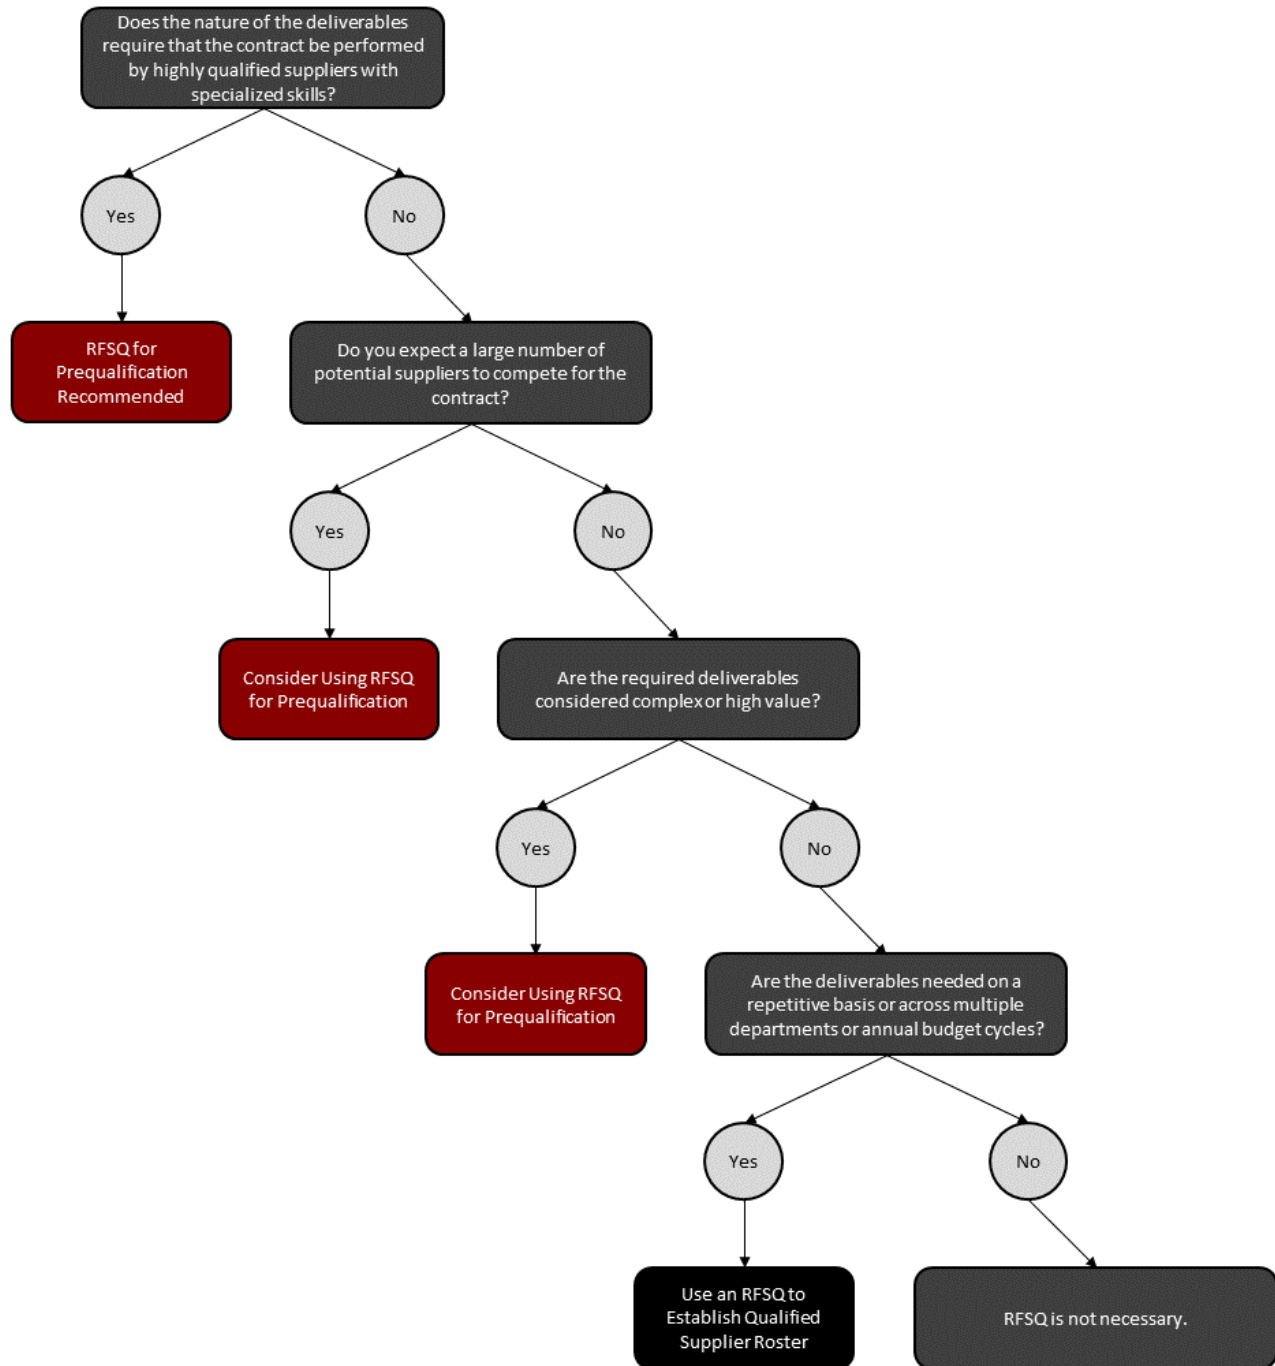 Does the nature of the deliverables
require that the contract be performed
by highly qualified suppliers with
specialized skills?
Yes
No
RFSQ for
Prequalification
Recommended
Do you expect a large number of
potential suppliers to compete for the
contract?
Yes
No
Consider Using RFSQ
for Prequalification
Are the required deliverables
considered complex or high value?
Yes
No
Consider Using RFSQ
for Prequalification
Are the deliverables needed on a
repetitive basis or across multiple
departments or annual budget cycles?
Yes
No
Use an RFSQ to
Establish Qualified
Supplier Roster
RFSQ is not necessary.